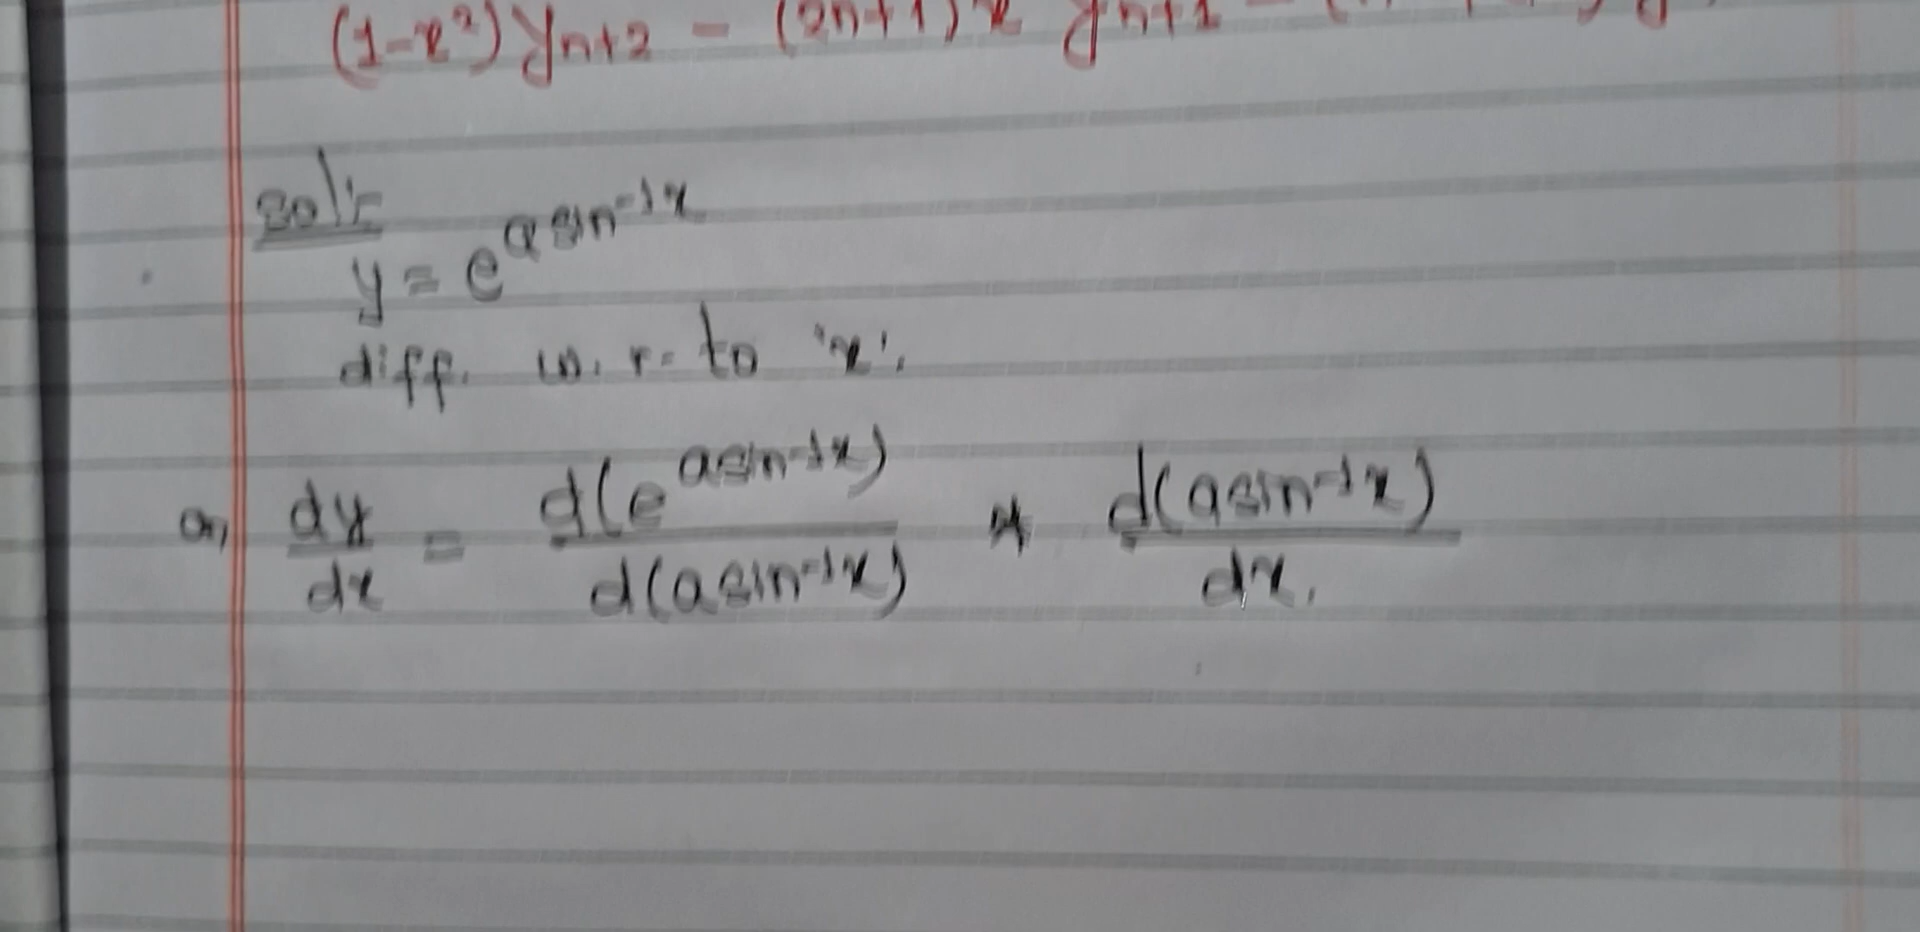 (1-x²) yn+2 - (2n+1) x yn+1 -
Sol:-
y = e^(a sin⁻¹x)
diff. w. r. to 'x'.
or, dy/dx = d(e^(a sin⁻¹x))/d(a sin⁻¹x) * d(a sin⁻¹x)/dx.